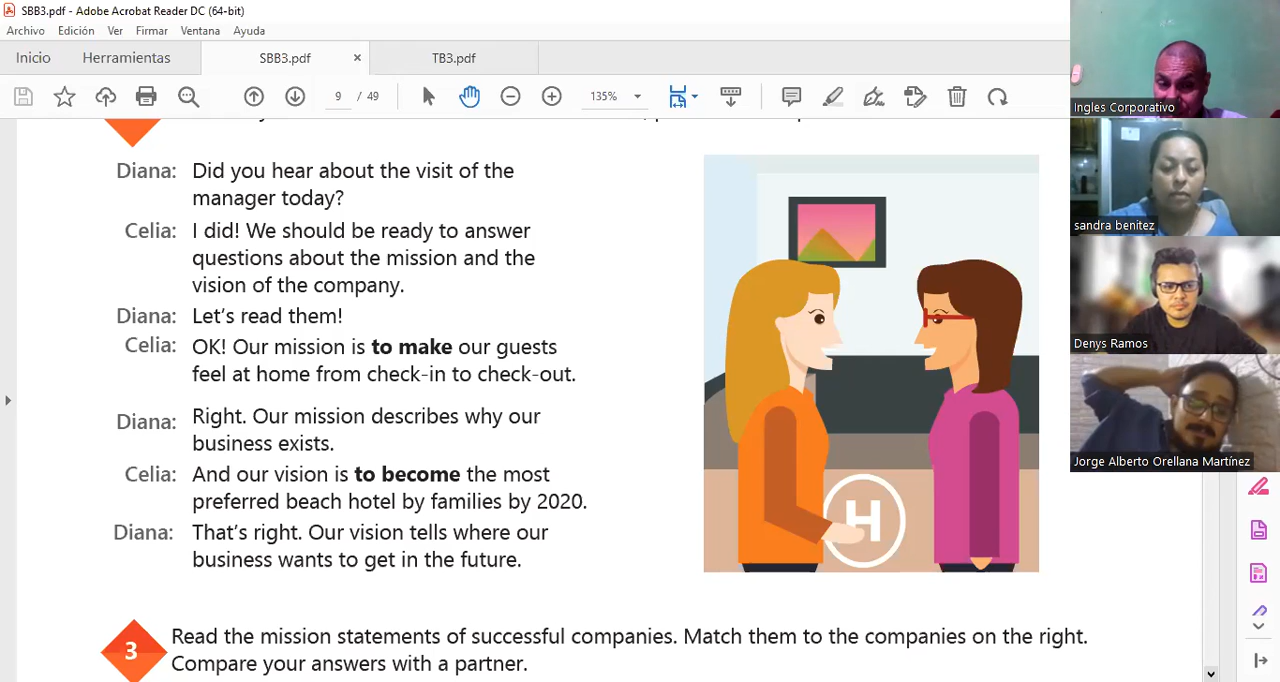 SBB3.pdf - Adobe Acrobat Reader DC (64-bit)
Archivo Edición Ver Firmar Ventana Ayuda
Inicio Herramientas SBB3.pdf × TB3.pdf
9 / 49 135%
Diana: Did you hear about the visit of the
manager today?
Celia: I did! We should be ready to answer
questions about the mission and the
vision of the company.
Diana: Let's read them!
Celia: OK! Our mission is to make our guests
feel at home from check-in to check-out.
Diana: Right. Our mission describes why our
business exists.
Celia: And our vision is to become the most
preferred beach hotel by families by 2020.
Diana: That's right. Our vision tells where our
business wants to get in the future.
H
3 Read the mission statements of successful companies. Match them to the companies on the right.
Compare your answers with a partner.
Ingles Corporativo
sandra benitez
Denys Ramos
Jorge Alberto Orellana Martínez